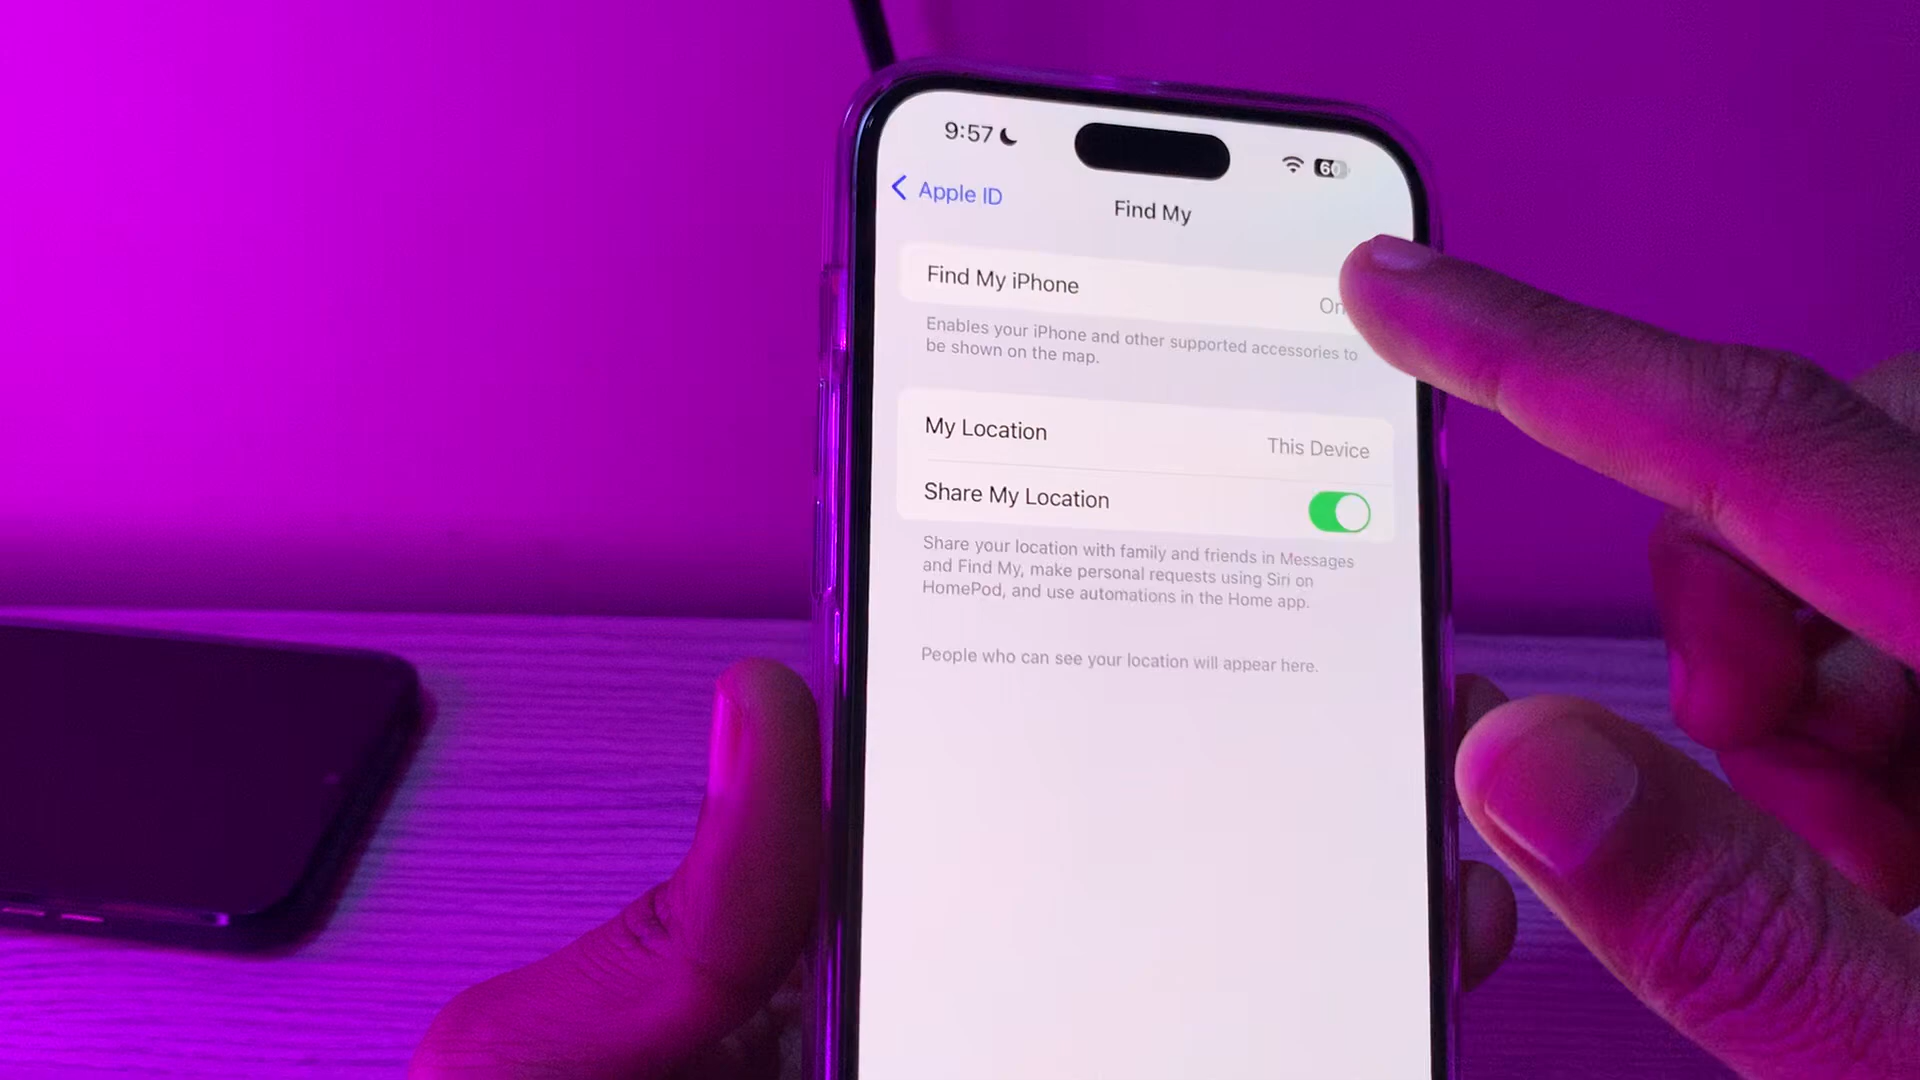 9:57
60
Apple ID
Find My
Find My iPhone
On
Enables your iPhone and other supported accessories to
be shown on the map.
My Location
This Device
Share My Location
Share your location with family and friends in Messages
and Find My, make personal requests using Siri on
HomePod, and use automations in the Home app.
People who can see your location will appear here.